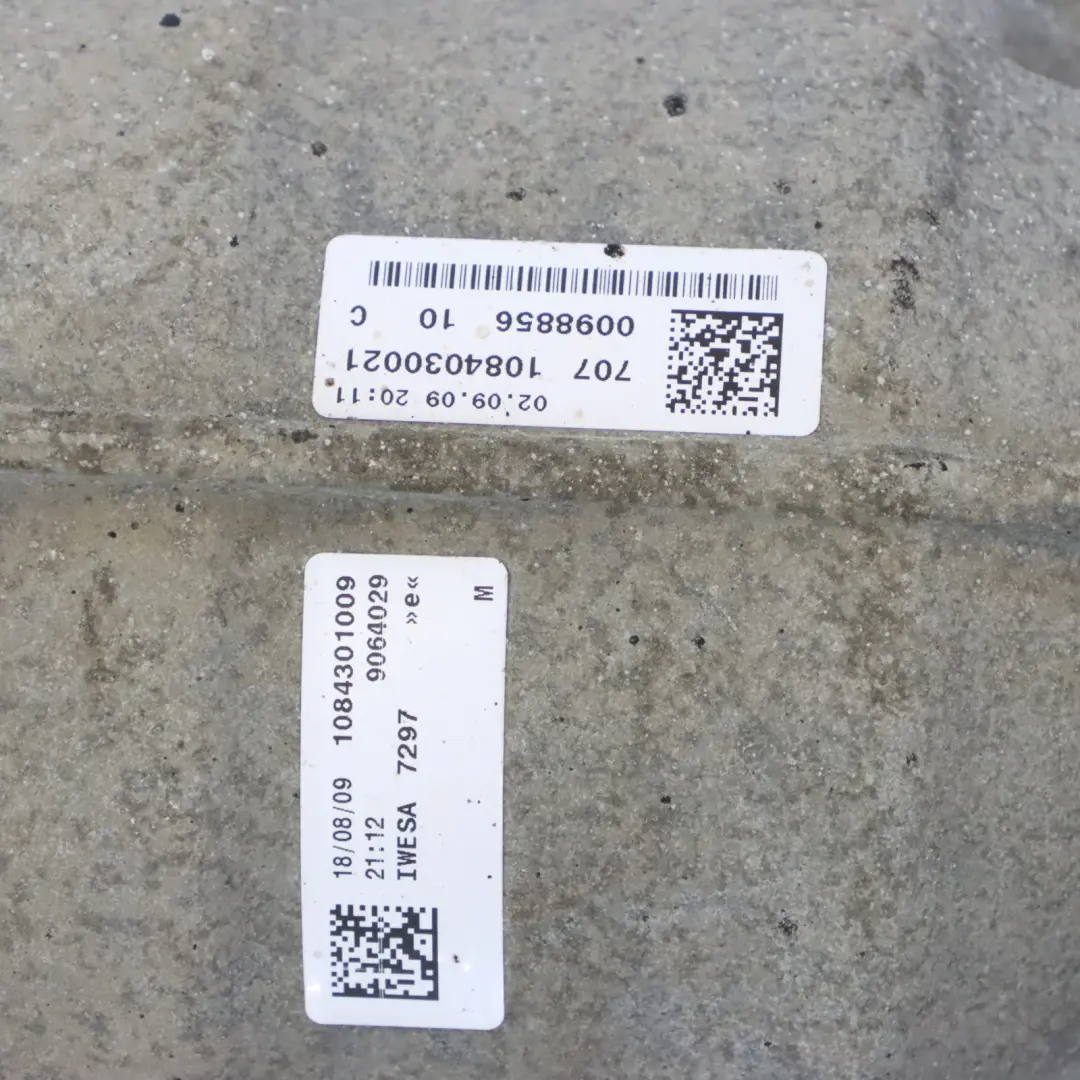 02.09.09 20:11
707 1084030021
0098856 10 C
18/08/09 1084301009
21:12 9064029
IWESA 7297 »e«
M